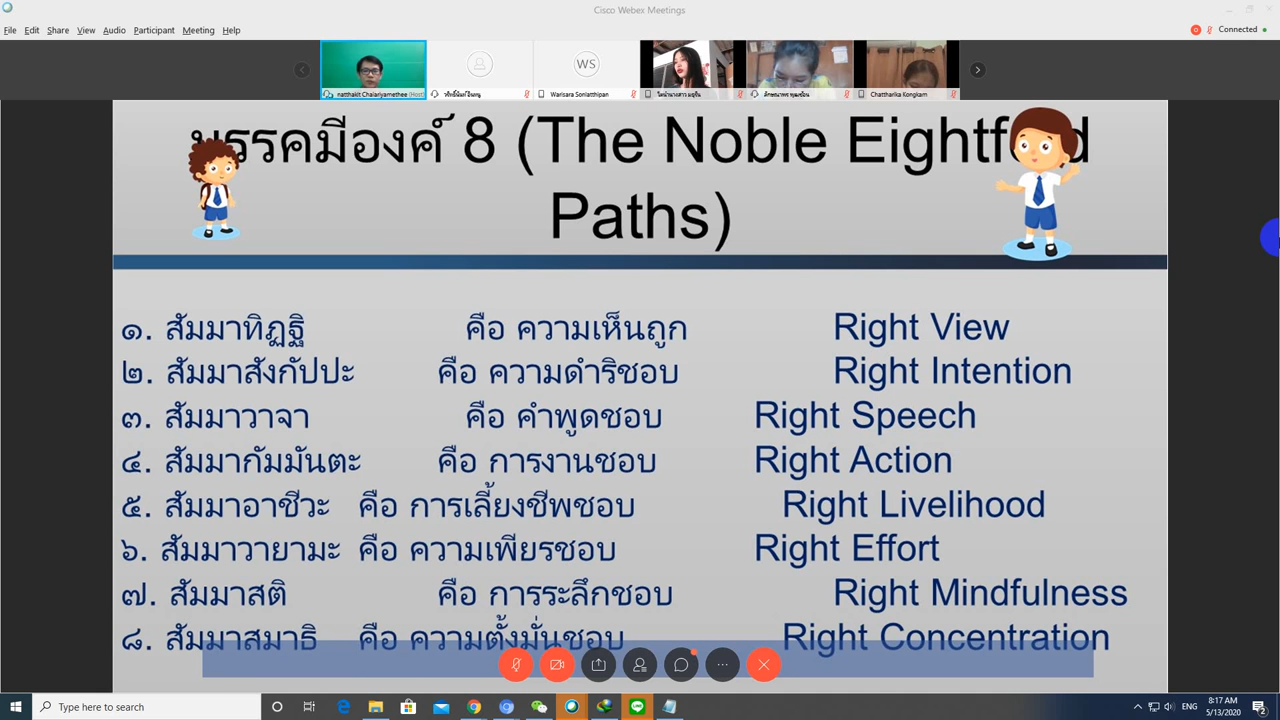 Cisco Webex Meetings
File Edit Share View Audio Participant Meeting Help
Connected
WS
natthakit Chaiariyamethee (Host)
Warisara Sonlatthipan
Chattharika Kongkam
มรรคมีองค์ 8 (The Noble Eightfold
Paths)
๑. สัมมาทิฏฐิ คือ ความเห็นถูก Right View
๒. สัมมาสังกัปปะ คือ ความดำริชอบ Right Intention
๓. สัมมาวาจา คือ คำพูดชอบ Right Speech
๔. สัมมากัมมันตะ คือ การงานชอบ Right Action
๕. สัมมาอาชีวะ คือ การเลี้ยงชีพชอบ Right Livelihood
๖. สัมมาวายามะ คือ ความเพียรชอบ Right Effort
๗. สัมมาสติ คือ การระลึกชอบ Right Mindfulness
๘. สัมมาสมาธิ คือ ความตั้งมั่นชอบ Right Concentration
Type here to search
ENG
8:17 AM
5/13/2020
2